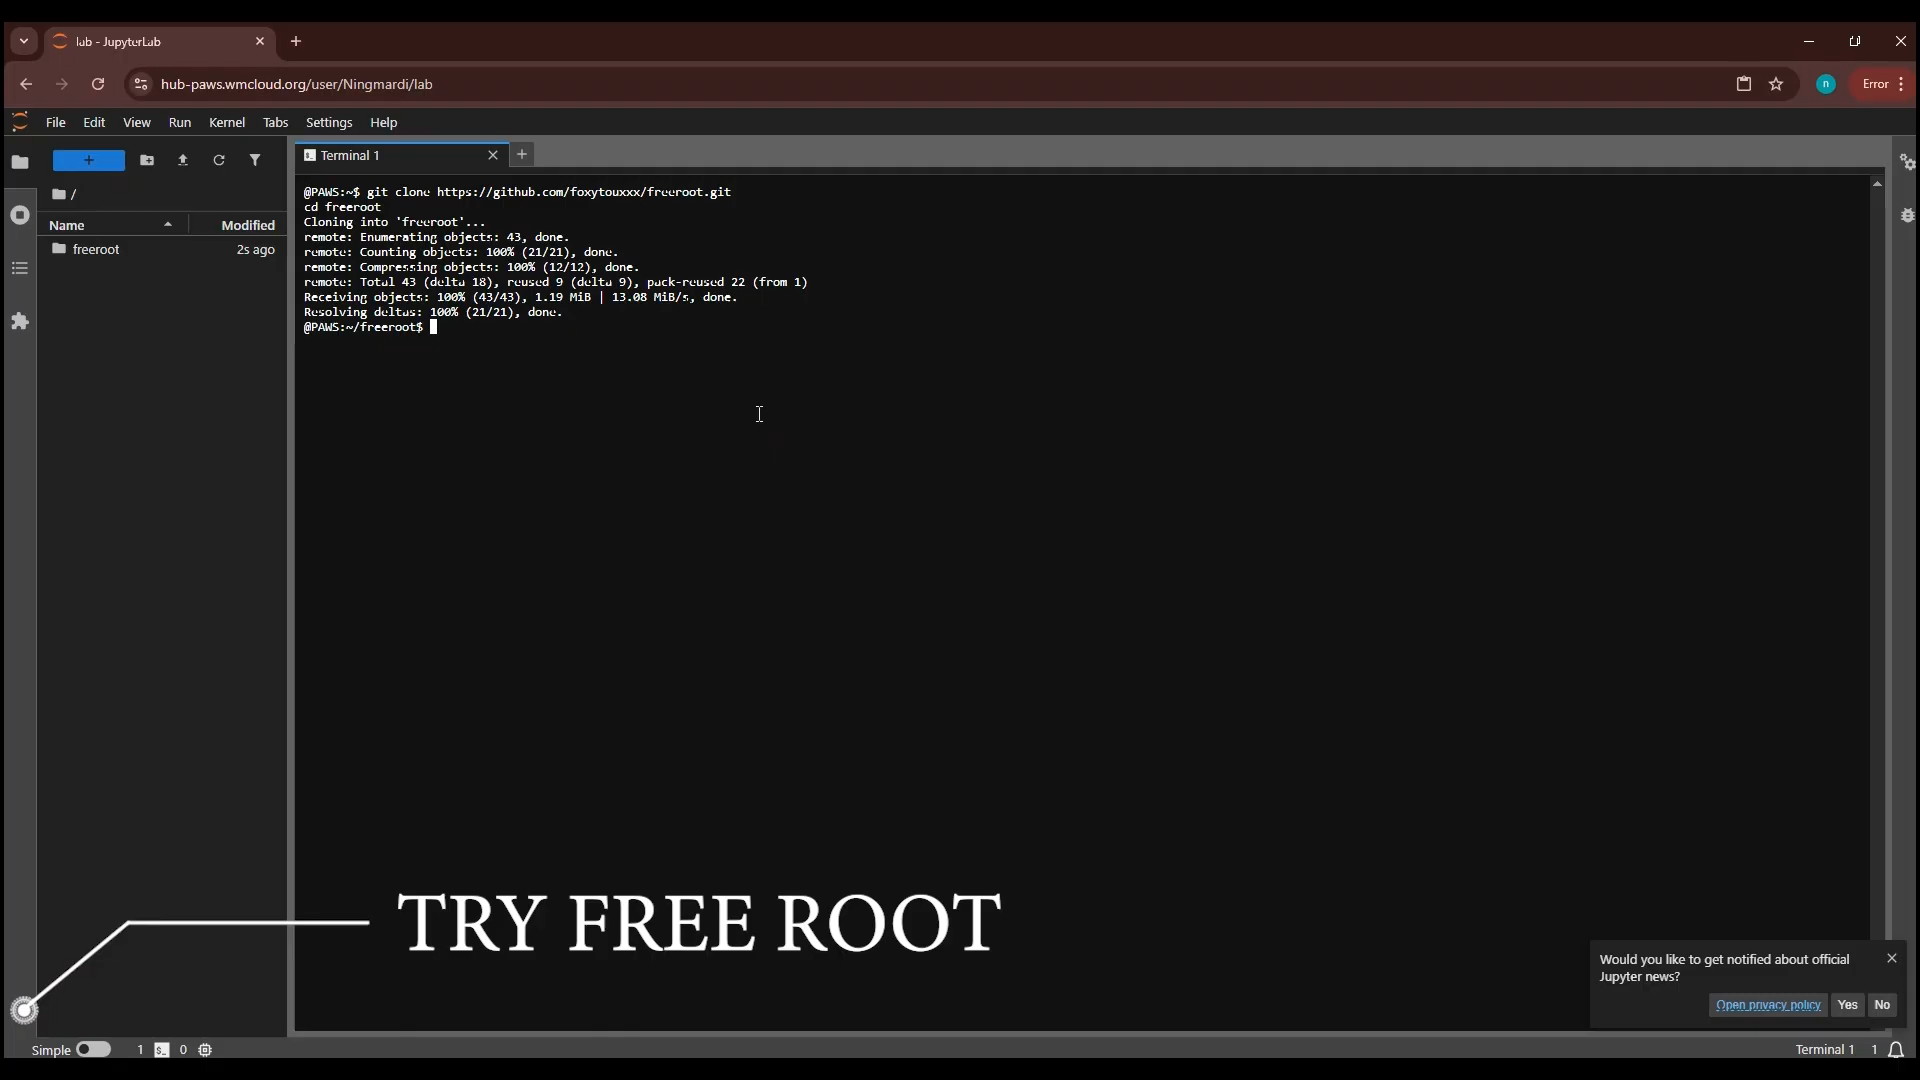 lab - JupyterLab
hub-paws.wmcloud.org/user/Ningmardi/lab
n
Error
File Edit View Run Kernel Tabs Settings Help
+
Terminal 1
/
Name Modified
freeroot 2s ago
@PAWS:~$ git clone https://github.com/foxytouxxx/freeroot.git
cd freeroot
Cloning into 'freeroot'...
remote: Enumerating objects: 43, done.
remote: Counting objects: 100% (21/21), done.
remote: Compressing objects: 100% (12/12), done.
remote: Total 43 (delta 18), reused 9 (delta 9), pack-reused 22 (from 1)
Receiving objects: 100% (43/43), 1.19 MiB | 13.08 MiB/s, done.
Resolving deltas: 100% (21/21), done.
@PAWS:~/freeroot$
TRY FREE ROOT
Would you like to get notified about official
Jupyter news?
Open privacy policy Yes No
Simple 1 $_ 0 Terminal 1 1